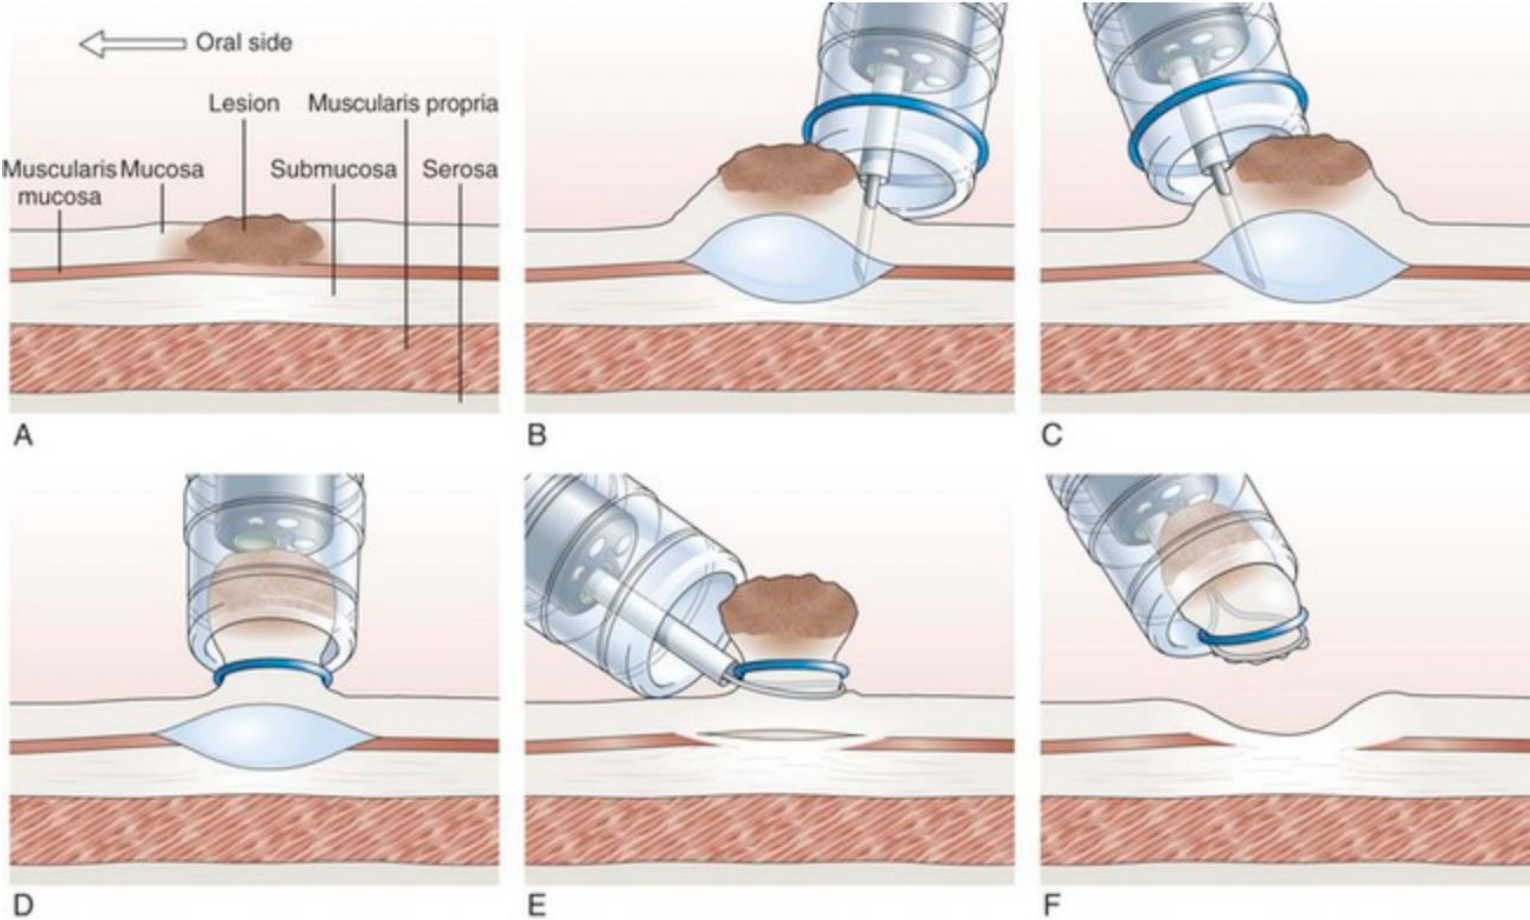 Oral side
Lesion Muscularis propria
Muscularis Mucosa Submucosa Serosa
mucosa
A
B
C
D
E
F